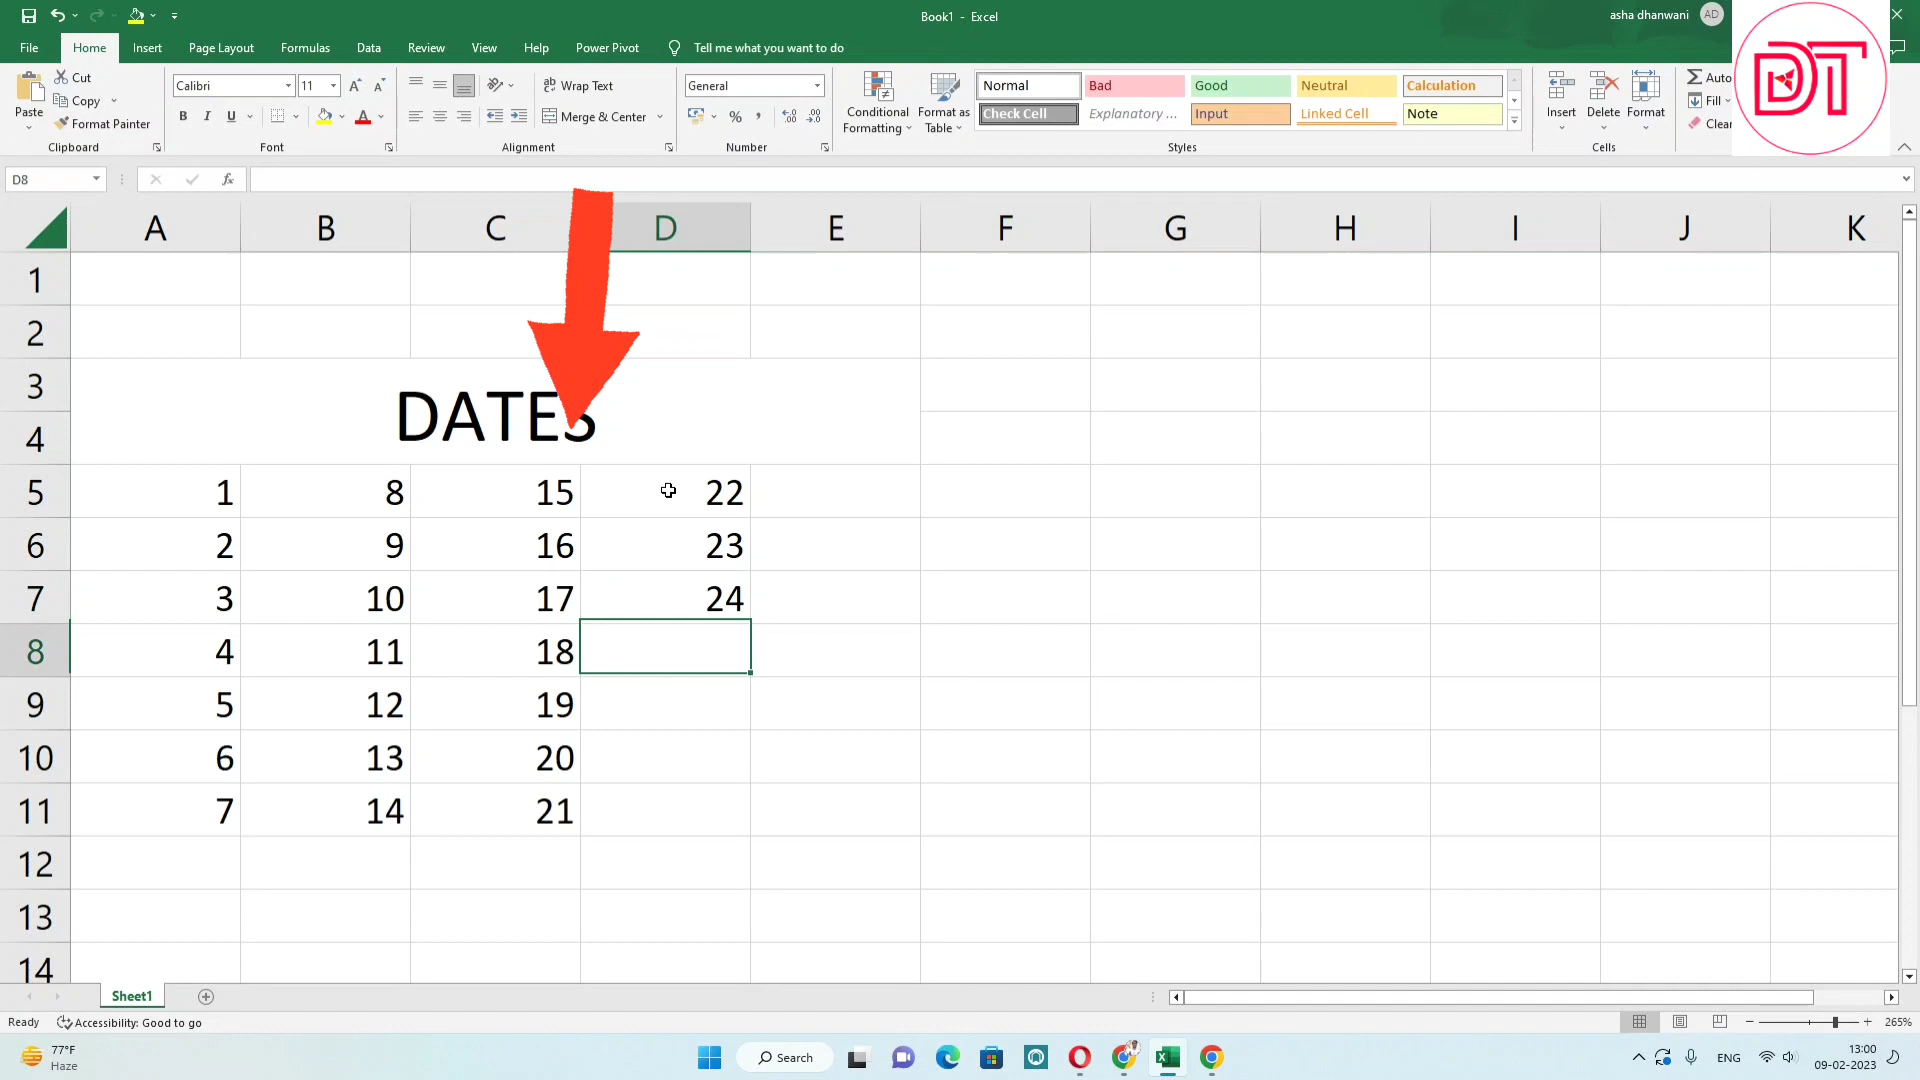 Book1 - Excel
asha dhanwani AD
DT
File Home Insert Page Layout Formulas Data Review View Help Power Pivot Tell me what you want to do
Paste
Cut
Copy
Format Painter
Clipboard
Calibri 11
B I U
Font
Wrap Text
Merge & Center
Alignment
General
Number
Conditional Formatting
Format as Table
Normal Bad Good Neutral Calculation
Check Cell Explanatory ... Input Linked Cell Note
Styles
Insert Delete Format
Cells
Auto
Fill
Clear
D8 fx
A B C D E F G H I J K
1
2
3
4
DATES
5 1 8 15 22
6 2 9 16 23
7 3 10 17 24
8 4 11 18
9 5 12 19
10 6 13 20
11 7 14 21
12
13
14
Sheet1
Ready Accessibility: Good to go 265%
77°F
Haze
Search
ENG
13:00
09-02-2023